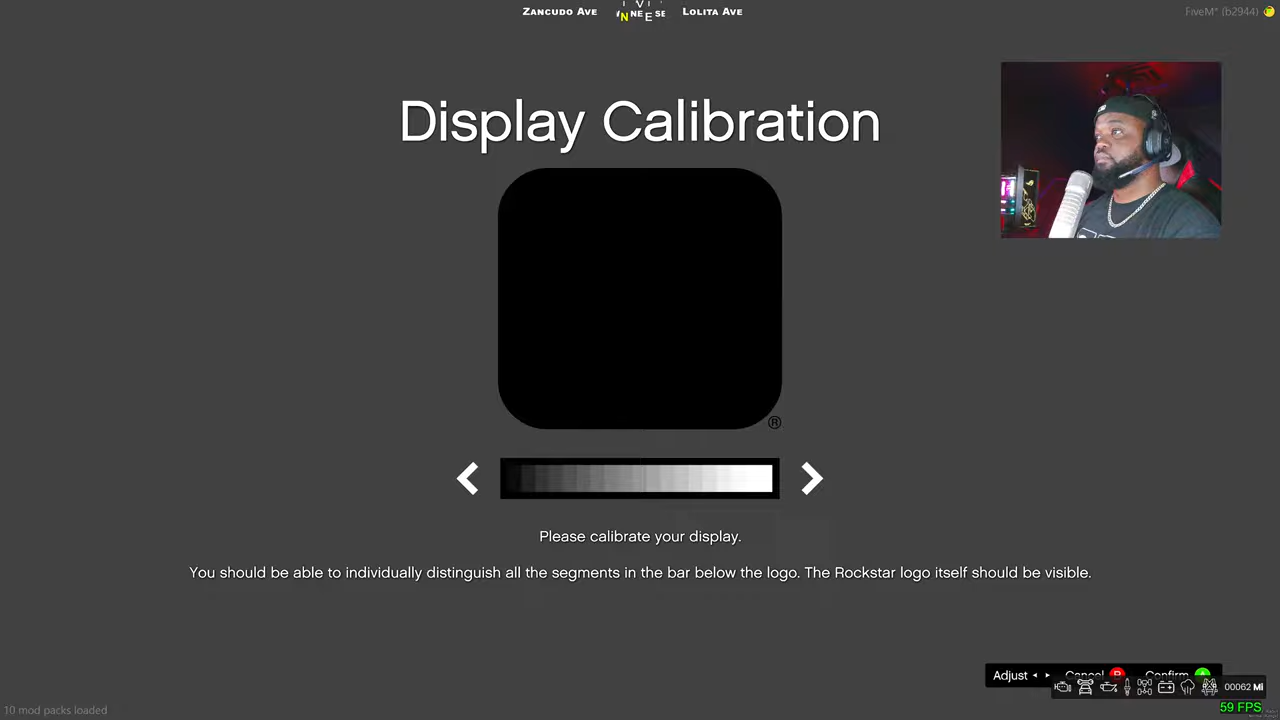 Zancudo Ave
N NE E SE
Lolita Ave
FiveM* (b2944)
Display Calibration
®
Please calibrate your display.
You should be able to individually distinguish all the segments in the bar below the logo. The Rockstar logo itself should be visible.
Adjust Cancel B Confirm A
00062 MI
59 FPS
10 mod packs loaded